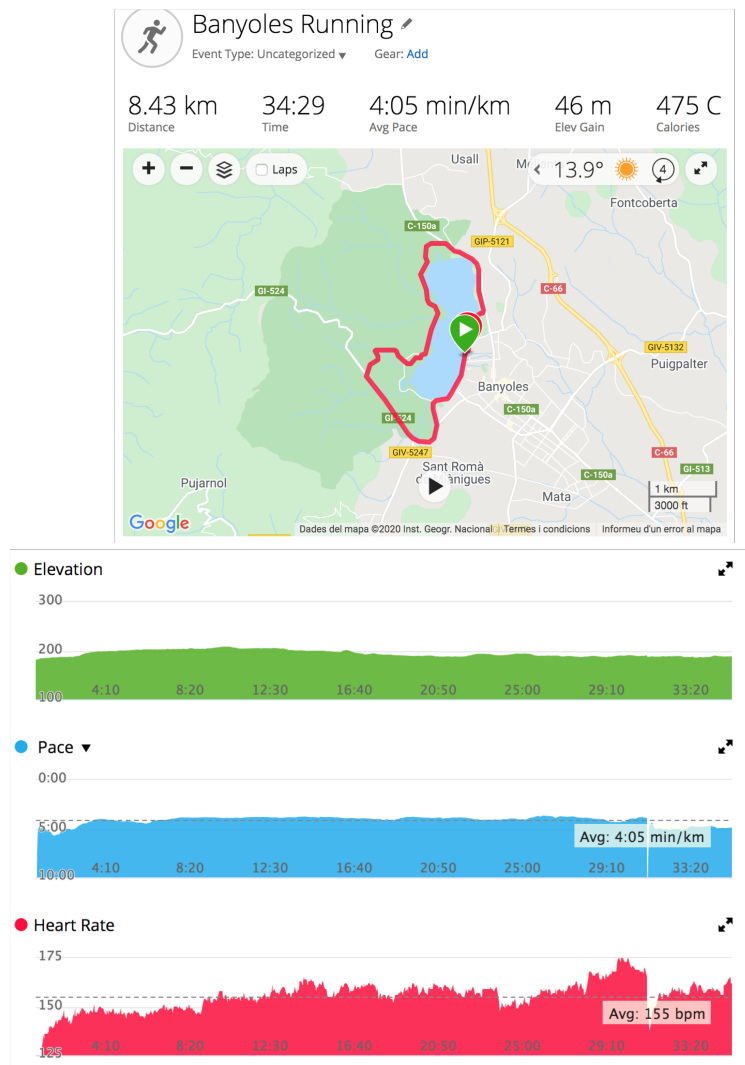 Banyoles Running
Event Type: Uncategorized ▼ Gear: Add
8.43 km 34:29 4:05 min/km 46 m 475 C
Distance Time Avg Pace Elev Gain Calories
+ − Laps < 13.9° 4
Usall
Fontcoberta
C-150a
GIP-5121
GI-524
C-66
GIV-5132
Puigpalter
Banyoles
C-150a
GI-524
GIV-5247
C-66
Sant Romà
GI-513
C-150a
Pujarnol
Mata
1 km
3000 ft
Google
Dades del mapa ©2020 Inst. Geogr. Nacional Termes i condicions Informeu d'un error al mapa
Elevation
300
200
100 4:10 8:20 12:30 16:40 20:50 25:00 29:10 33:20
Pace ▼
0:00
5:00
Avg: 4:05 min/km
10:00 4:10 8:20 12:30 16:40 20:50 25:00 29:10 33:20
Heart Rate
175
150
Avg: 155 bpm
125 4:10 8:20 12:30 16:40 20:50 25:00 29:10 33:20